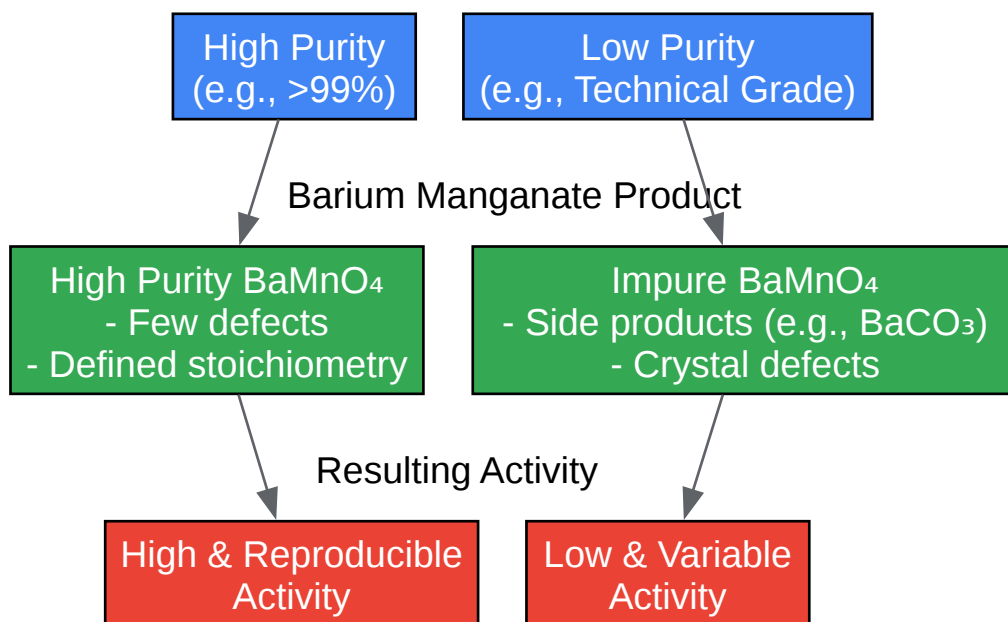 High Purity
(e.g., >99%)
Low Purity
(e.g., Technical Grade)
Barium Manganate Product
High Purity BaMnO₄
- Few defects
- Defined stoichiometry
Impure BaMnO₄
- Side products (e.g., BaCO₃)
- Crystal defects
Resulting Activity
High & Reproducible
Activity
Low & Variable
Activity